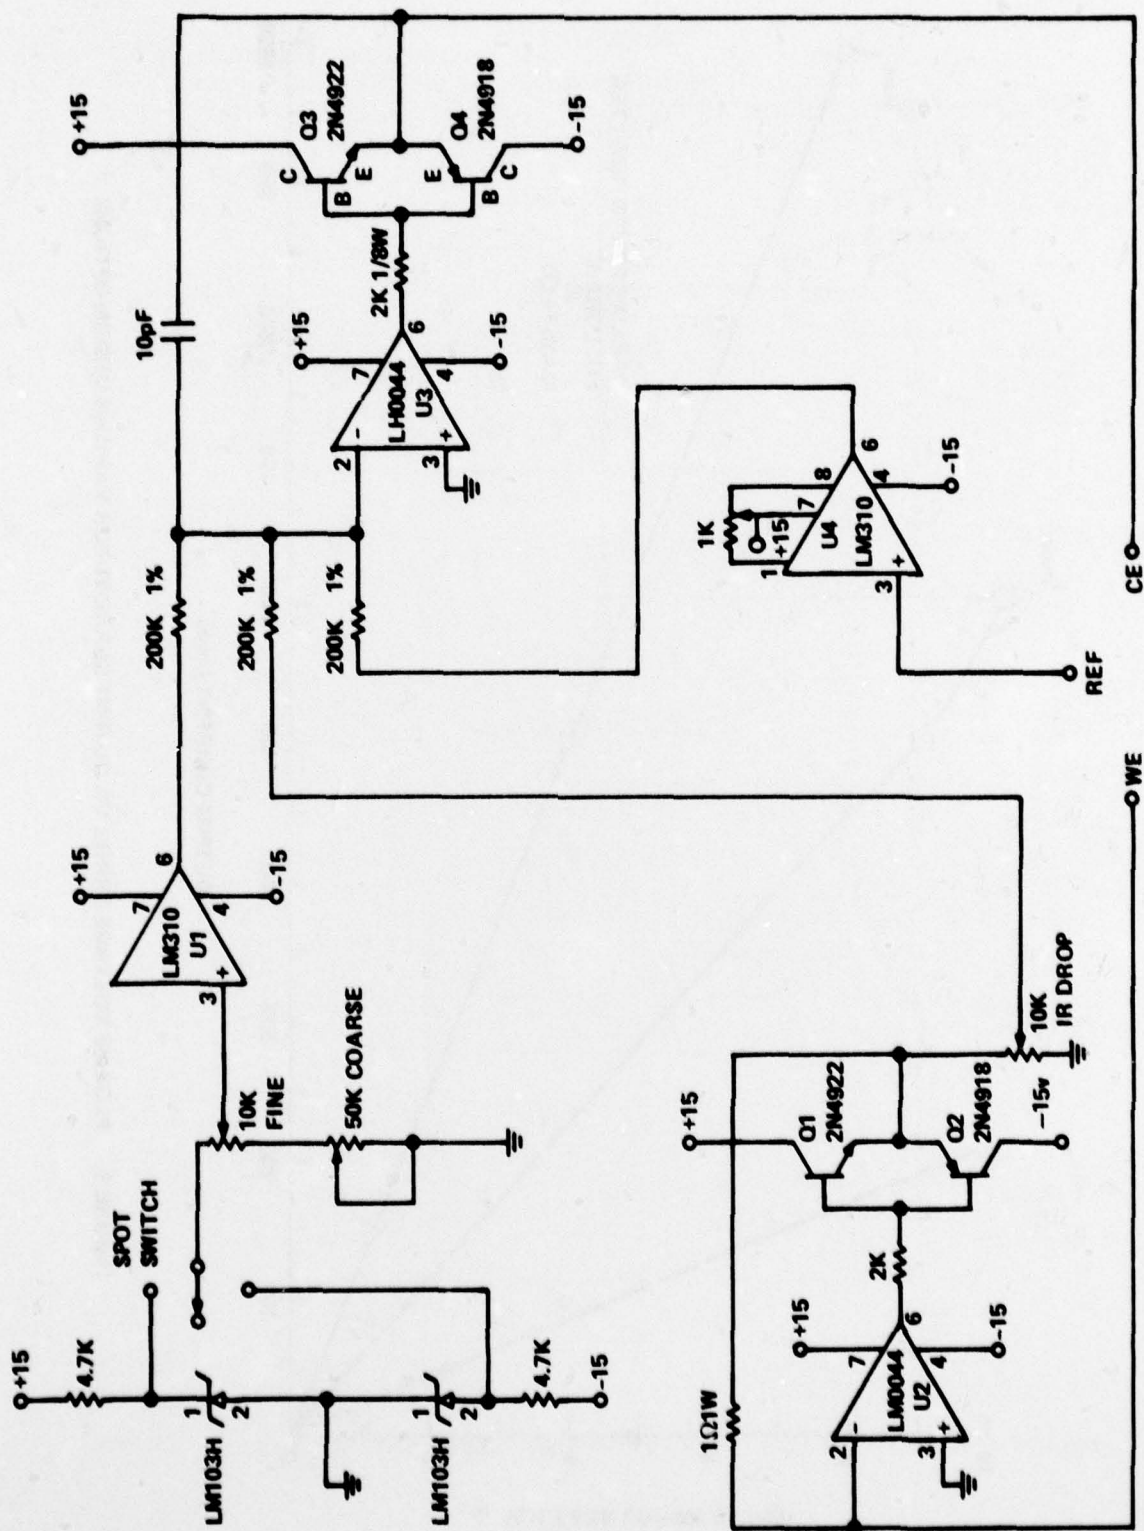 +15
4.7K
SPOT
SWITCH
LM103H
1
2
LM103H
1
2
4.7K
-15
10K
FINE
50K COARSE
+15
3
+
LM310
U1
7
6
4
-15
200K 1%
200K 1%
200K 1%
10pF
+15
2
-
3
+
LH0044
U3
7
6
4
-15
2K 1/8W
+15
C
B
E
Q3
2N4922
E
B
C
Q4
2N4918
-15
1K
1
+15
7
8
U4
LM310
3
+
6
4
-15
REF
CE
WE
1Ω1W
+15
2
-
3
+
LM0044
U2
7
6
4
-15
2K
+15
Q1
2N4922
Q2
2N4918
-15v
10K
IR DROP